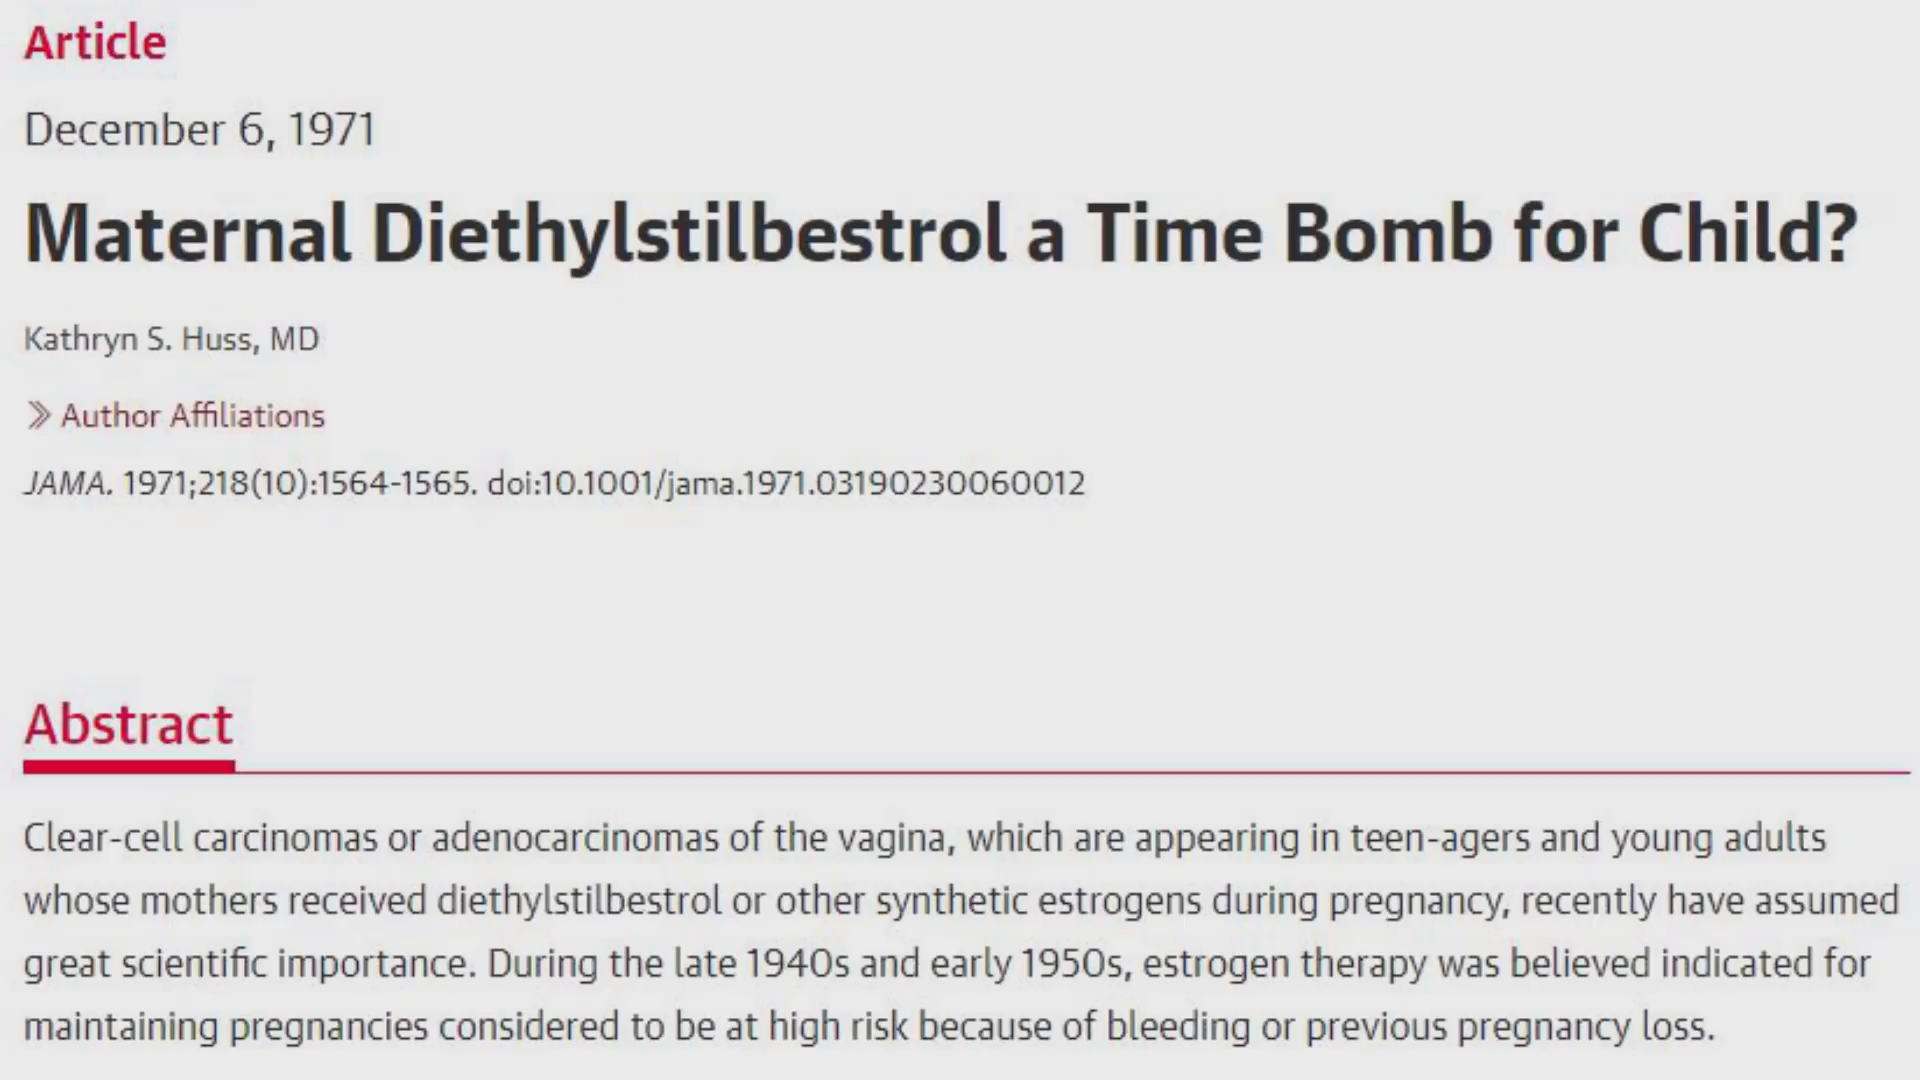 Article
December 6, 1971
Maternal Diethylstilbestrol a Time Bomb for Child?
Kathryn S. Huss, MD
» Author Affiliations
JAMA. 1971;218(10):1564-1565. doi:10.1001/jama.1971.03190230060012
Abstract
Clear-cell carcinomas or adenocarcinomas of the vagina, which are appearing in teen-agers and young adults
whose mothers received diethylstilbestrol or other synthetic estrogens during pregnancy, recently have assumed
great scientific importance. During the late 1940s and early 1950s, estrogen therapy was believed indicated for
maintaining pregnancies considered to be at high risk because of bleeding or previous pregnancy loss.